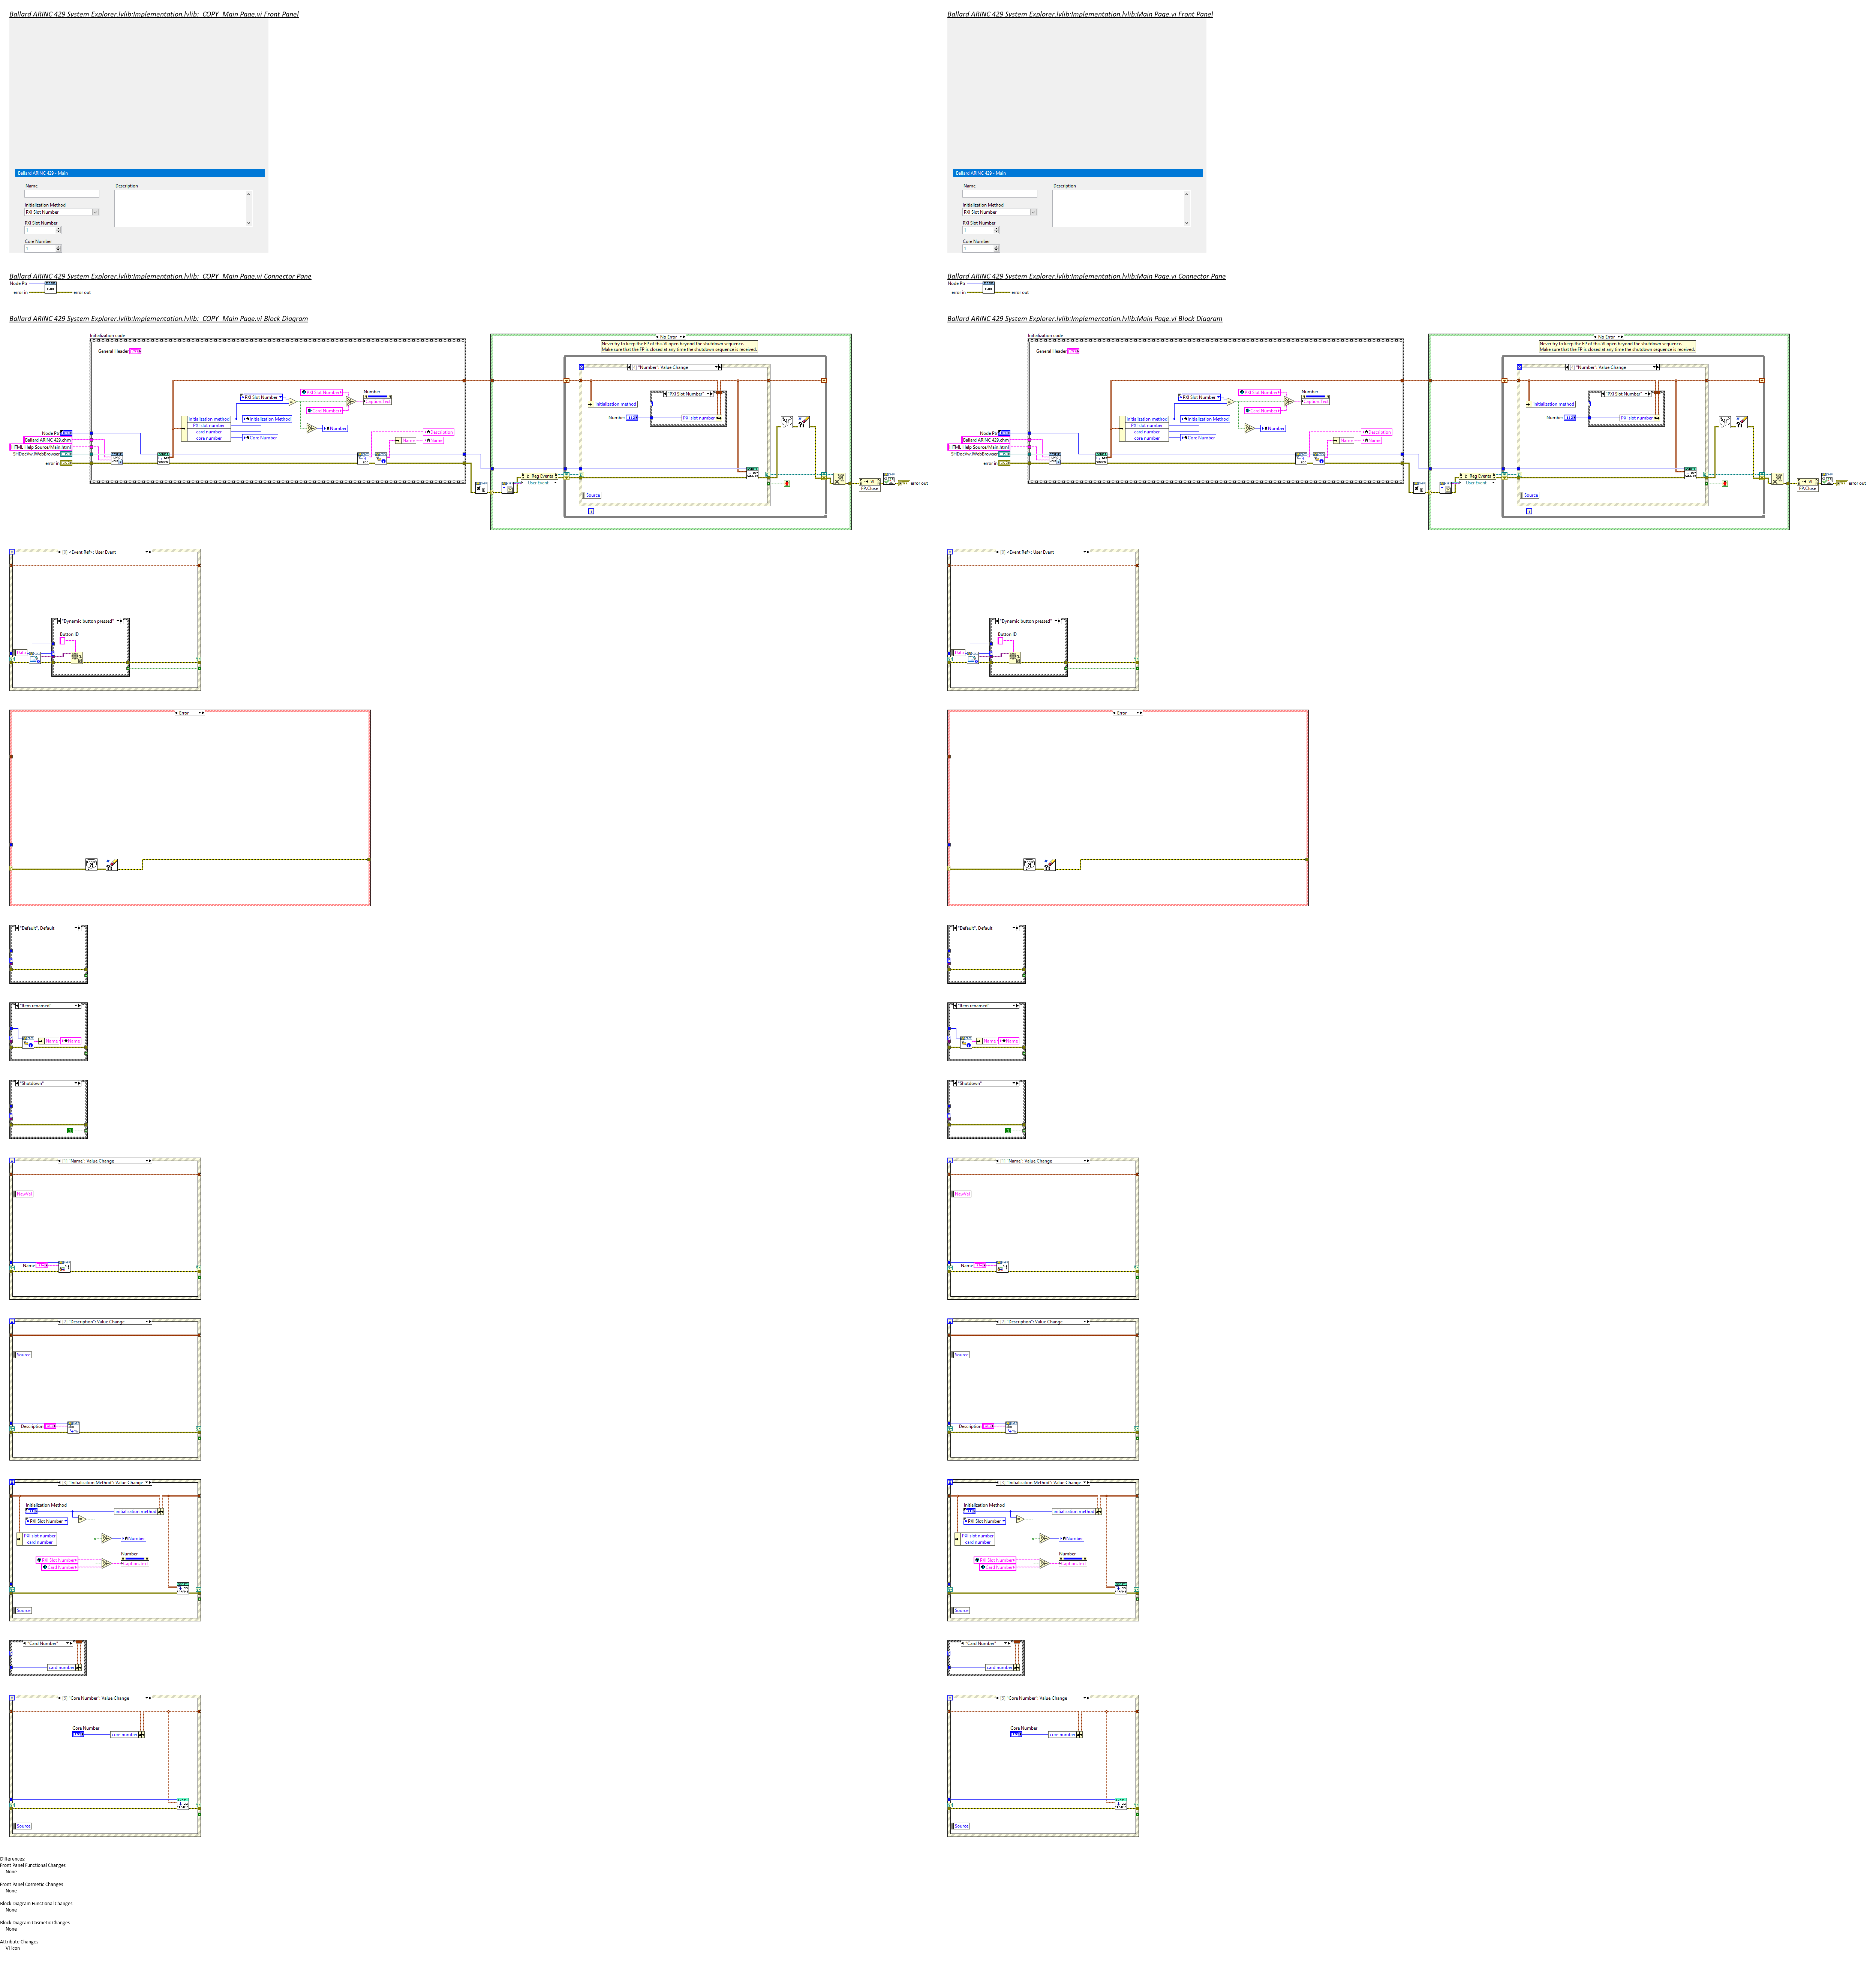 Ballard ARINC 429 System Explorer.lvlib:Implementation.lvlib:_COPY_Main Page.vi Front Panel
Ballard ARINC 429 - Main
Name
Description
Initialization Method
PXI Slot Number
PXI Slot Number
1
Core Number
1
Ballard ARINC 429 System Explorer.lvlib:Implementation.lvlib:_COPY_Main Page.vi Connector Pane
Node Ptr
error in
error out
Ballard ARINC 429 System Explorer.lvlib:Implementation.lvlib:_COPY_Main Page.vi Block Diagram
Initialization code
General Header
PXI Slot Number
PXI Slot Number
Card Number
Number
Caption.Text
initialization method
PXI slot number
card number
core number
Initialization Method
Core Number
Number
Node Ptr
Ballard ARINC 429.chm
HTML Help Source/Main.html
SHDocVw.IWebBrowser
error in
Description
Name
Name
No Error
Never try to keep the FP of this VI open beyond the shutdown sequence.
Make sure that the FP is closed at any time the shutdown sequence is received.
"Number": Value Change
"PXI Slot Number"
initialization method
Number
PXI slot number
Reg Events
User Event
Source
i
VI
FP.Close
error out
<Event Ref>: User Event
"Dynamic button pressed"
Button ID
Data
Error
"Default", Default
"Item renamed"
Name
Name
"Shutdown"
"Name": Value Change
NewVal
Name
"Description": Value Change
Source
Description
"Initialization Method": Value Change
Initialization Method
initialization method
PXI Slot Number
PXI slot number
card number
Number
PXI Slot Number
Card Number
Number
Caption.Text
Source
"Card Number"
card number
"Core Number": Value Change
Core Number
core number
Source
Differences:
Front Panel Functional Changes
None
Front Panel Cosmetic Changes
None
Block Diagram Functional Changes
None
Block Diagram Cosmetic Changes
None
Attribute Changes
VI icon
Ballard ARINC 429 System Explorer.lvlib:Implementation.lvlib:Main Page.vi Front Panel
Ballard ARINC 429 - Main
Name
Description
Initialization Method
PXI Slot Number
PXI Slot Number
1
Core Number
1
Ballard ARINC 429 System Explorer.lvlib:Implementation.lvlib:Main Page.vi Connector Pane
Node Ptr
error in
error out
Ballard ARINC 429 System Explorer.lvlib:Implementation.lvlib:Main Page.vi Block Diagram
Initialization code
General Header
PXI Slot Number
PXI Slot Number
Card Number
Number
Caption.Text
initialization method
PXI slot number
card number
core number
Initialization Method
Core Number
Number
Node Ptr
Ballard ARINC 429.chm
HTML Help Source/Main.html
SHDocVw.IWebBrowser
error in
Description
Name
Name
No Error
Never try to keep the FP of this VI open beyond the shutdown sequence.
Make sure that the FP is closed at any time the shutdown sequence is received.
"Number": Value Change
"PXI Slot Number"
initialization method
Number
PXI slot number
Reg Events
User Event
Source
i
VI
FP.Close
error out
<Event Ref>: User Event
"Dynamic button pressed"
Button ID
Data
Error
"Default", Default
"Item renamed"
Name
Name
"Shutdown"
"Name": Value Change
NewVal
Name
"Description": Value Change
Source
Description
"Initialization Method": Value Change
Initialization Method
initialization method
PXI Slot Number
PXI slot number
card number
Number
PXI Slot Number
Card Number
Number
Caption.Text
Source
"Card Number"
card number
"Core Number": Value Change
Core Number
core number
Source